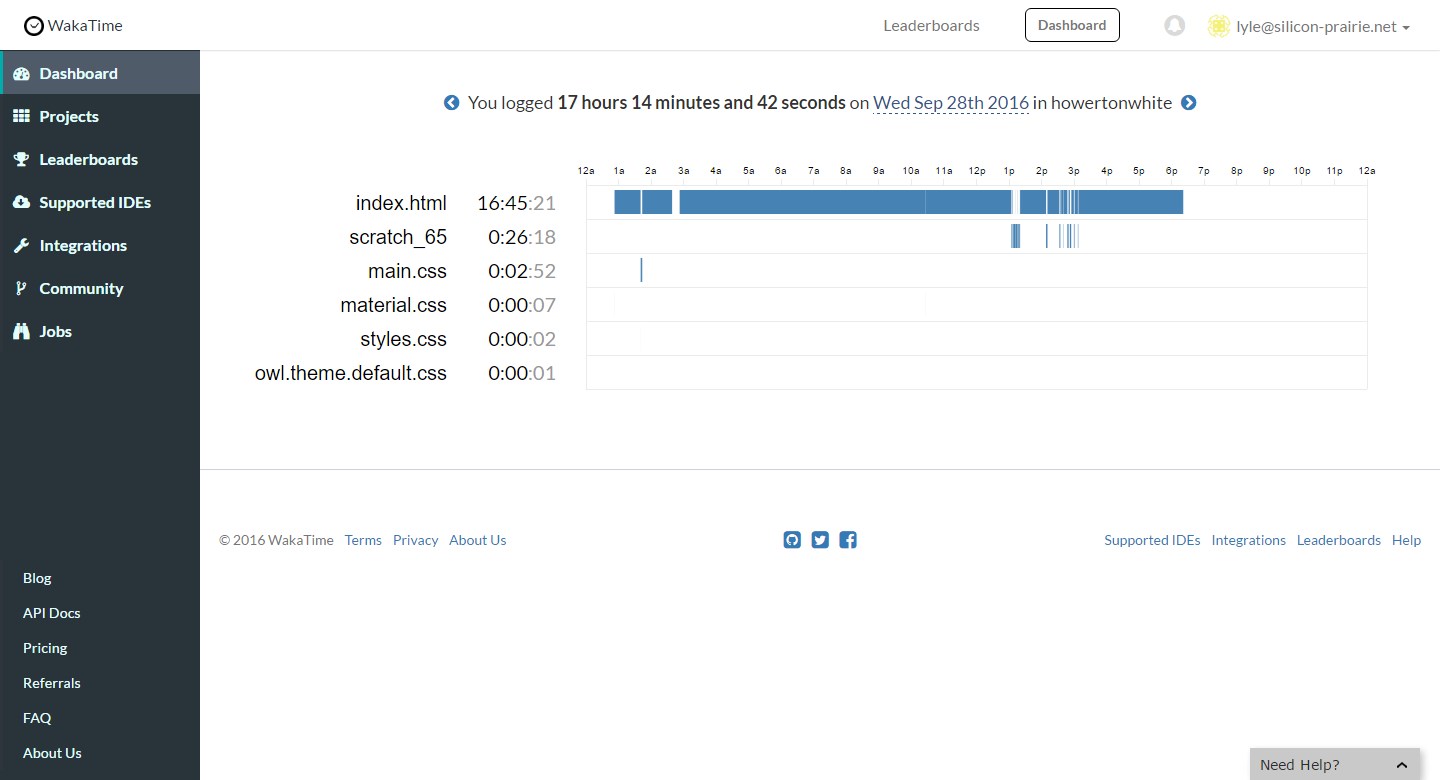 WakaTime
Leaderboards
Dashboard
lyle@silicon-prairie.net
Dashboard
Projects
Leaderboards
Supported IDEs
Integrations
Community
Jobs
You logged 17 hours 14 minutes and 42 seconds on Wed Sep 28th 2016 in howertonwhite
12a 1a 2a 3a 4a 5a 6a 7a 8a 9a 10a 11a 12p 1p 2p 3p 4p 5p 6p 7p 8p 9p 10p 11p 12a
index.html 16:45:21
scratch_65 0:26:18
main.css 0:02:52
material.css 0:00:07
styles.css 0:00:02
owl.theme.default.css 0:00:01
© 2016 WakaTime Terms Privacy About Us
Supported IDEs Integrations Leaderboards Help
Blog
API Docs
Pricing
Referrals
FAQ
About Us
Need Help?